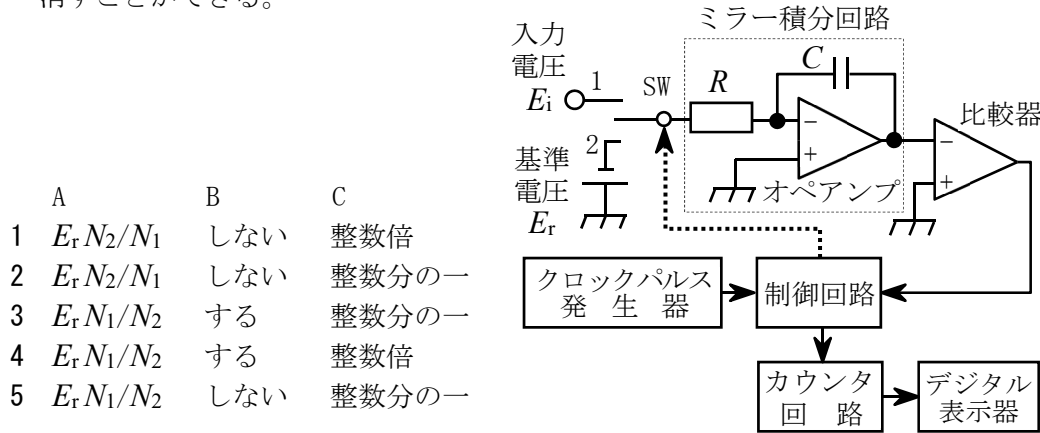 消すことができる。
ミラー積分回路
入力
電圧
Ei
1
SW
R
C
比較器
−
+
−
+
2
基準
電圧
Er
オペアンプ
A B C
1 ErN2/N1 しない 整数倍
2 ErN2/N1 しない 整数分の一
3 ErN1/N2 する 整数分の一
4 ErN1/N2 する 整数倍
5 ErN1/N2 しない 整数分の一
クロックパルス
発生器
制御回路
カウンタ
回路
デジタル
表示器